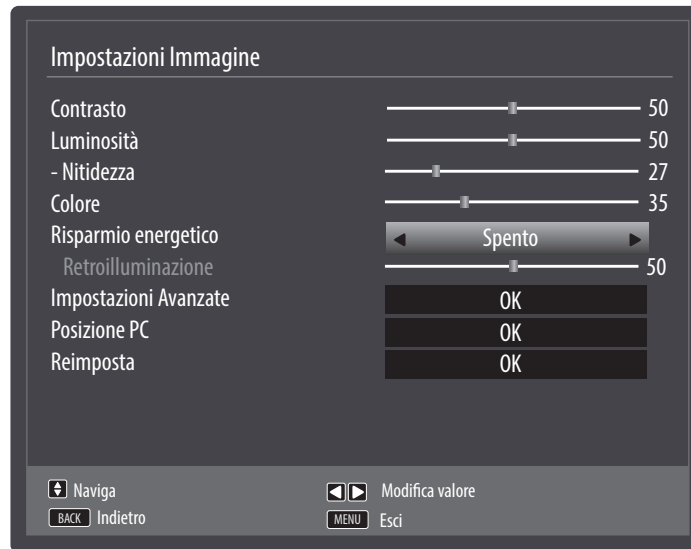 Impostazioni Immagine
Contrasto 50
Luminosità 50
- Nitidezza 27
Colore 35
Risparmio energetico Spento
Retroilluminazione 50
Impostazioni Avanzate OK
Posizione PC OK
Reimposta OK
Naviga Modifica valore
BACK Indietro MENU Esci